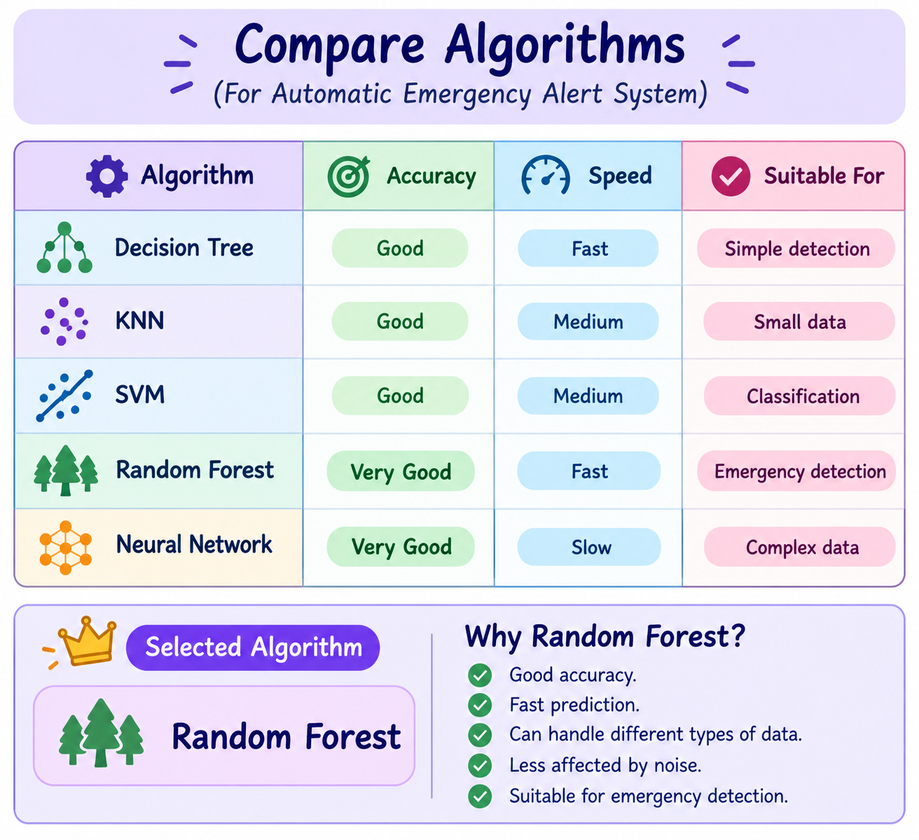 Compare Algorithms
(For Automatic Emergency Alert System)
Algorithm Accuracy Speed Suitable For
Decision Tree Good Fast Simple detection
KNN Good Medium Small data
SVM Good Medium Classification
Random Forest Very Good Fast Emergency detection
Neural Network Very Good Slow Complex data
Selected Algorithm
Random Forest
Why Random Forest?
Good accuracy.
Fast prediction.
Can handle different types of data.
Less affected by noise.
Suitable for emergency detection.